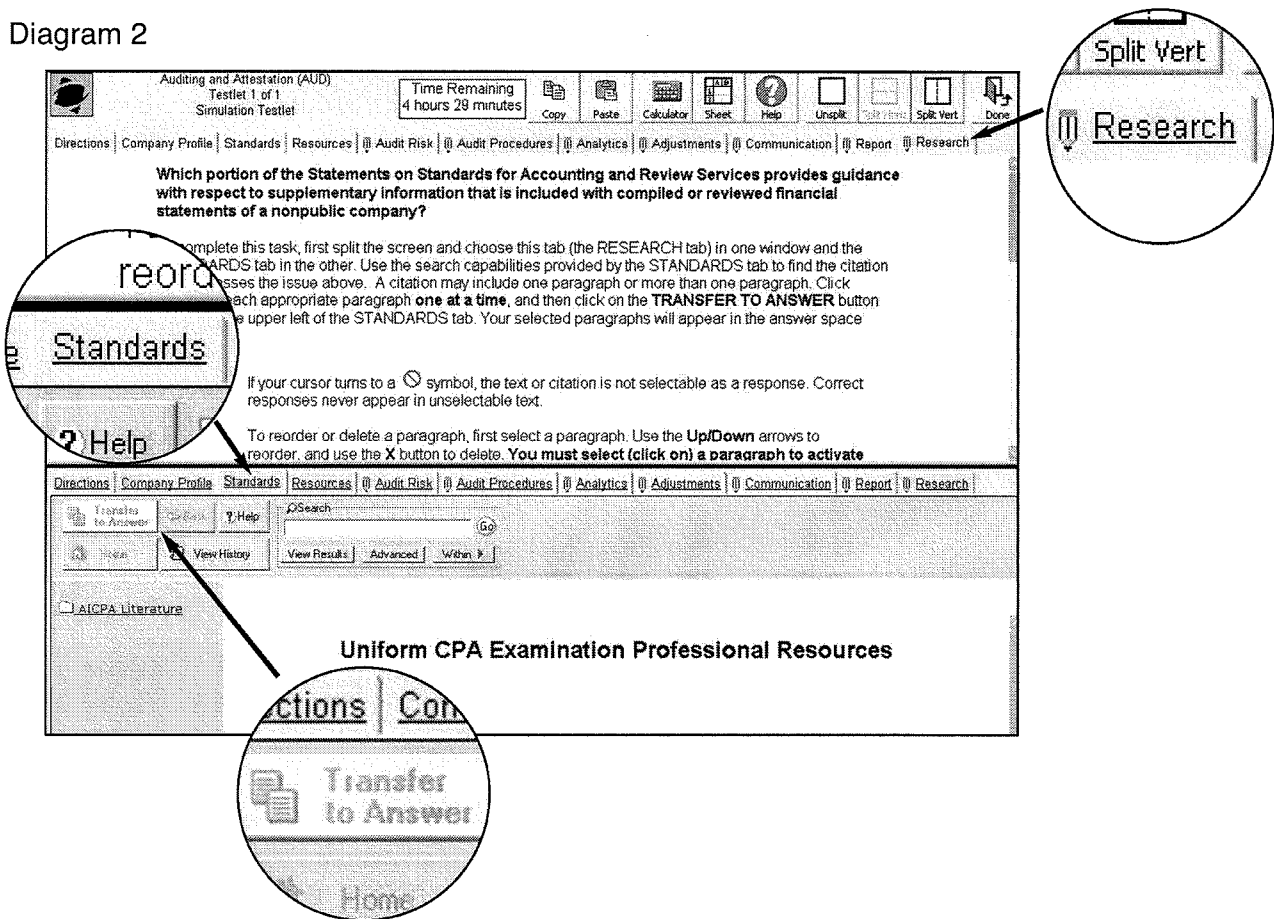 Diagram 2
Auditing and Attestation (AUD)
Testlet 1 of 1
Simulation Testlet
Time Remaining
4 hours 29 minutes
Copy
Paste
Calculator
Sheet
Help
Unsplit
Split Vert
Done
Split Vert
Research
Directions Company Profile Standards Resources Audit Risk Audit Procedures Analytics Adjustments Communication Report Research
Which portion of the Statements on Standards for Accounting and Review Services provides guidance
with respect to supplementary information that is included with compiled or reviewed financial
statements of a nonpublic company?
omplete this task, first split the screen and choose this tab (the RESEARCH tab) in one window and the
ARDS tab in the other. Use the search capabilities provided by the STANDARDS tab to find the citation
esses the issue above. A citation may include one paragraph or more than one paragraph. Click
each appropriate paragraph one at a time, and then click on the TRANSFER TO ANSWER button
e upper left of the STANDARDS tab. Your selected paragraphs will appear in the answer space
reord
Standards
? Help
If your cursor turns to a symbol, the text or citation is not selectable as a response. Correct
responses never appear in unselectable text.
To reorder or delete a paragraph, first select a paragraph. Use the Up/Down arrows to
reorder, and use the X button to delete. You must select (click on) a paragraph to activate
Directions Company Profile Standards Resources Audit Risk Audit Procedures Analytics Adjustments Communication Report Research
Transfer
to Answer
? Help
Search
Go
View History
View Results
Advanced
Within
AICPA Literature
Uniform CPA Examination Professional Resources
ctions Con
Transfer
to Answer
Home